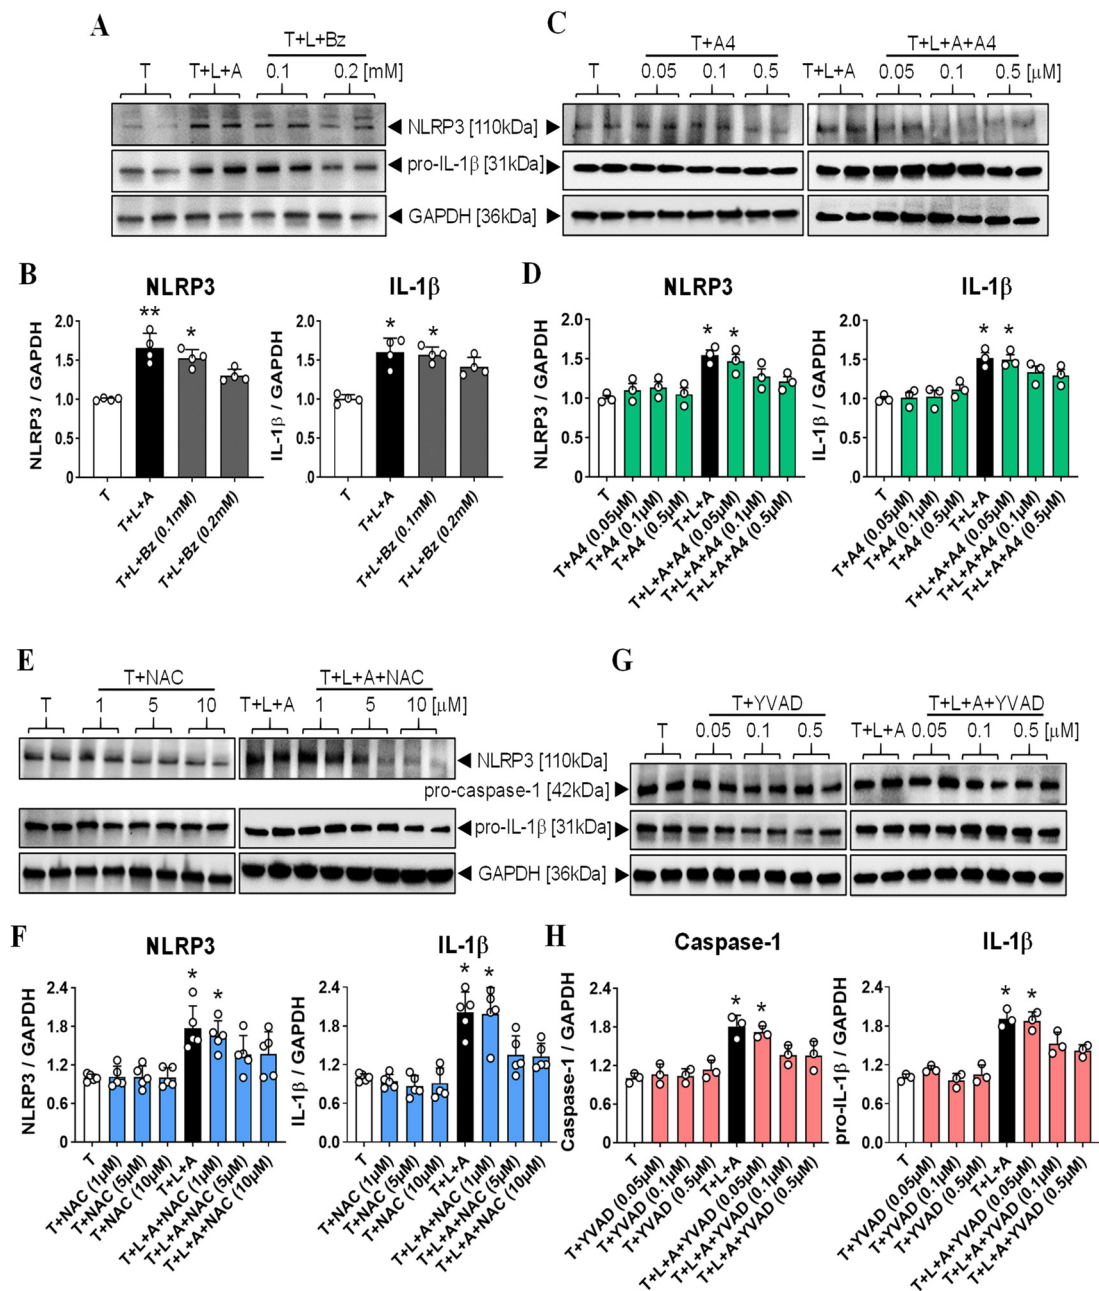 A
T+L+Bz
T
T+L+A
0.1
0.2 [mM]
C
T+A4
T+L+A+A4
T
0.05
0.1
0.5
T+L+A
0.05
0.1
0.5 [µM]
NLRP3 [110kDa]
pro-IL-1β [31kDa]
GAPDH [36kDa]
B
NLRP3
**
*
NLRP3 / GAPDH
2.0
1.5
1.0
0.5
0
T
T+L+A
T+L+Bz (0.1mM)
T+L+Bz (0.2mM)
IL-1β
*
*
IL-1β / GAPDH
2.0
1.5
1.0
0.5
0
T
T+L+A
T+L+Bz (0.1mM)
T+L+Bz (0.2mM)
D
NLRP3
*
*
NLRP3 / GAPDH
2.0
1.5
1.0
0.5
0
T
T+A4 (0.05µM)
T+A4 (0.1µM)
T+A4 (0.5µM)
T+L+A
T+L+A+A4 (0.05µM)
T+L+A+A4 (0.1µM)
T+L+A+A4 (0.5µM)
IL-1β
*
*
IL-1β / GAPDH
2.0
1.5
1.0
0.5
0
T
T+A4 (0.05µM)
T+A4 (0.1µM)
T+A4 (0.5µM)
T+L+A
T+L+A+A4 (0.05µM)
T+L+A+A4 (0.1µM)
T+L+A+A4 (0.5µM)
E
T+NAC
T+L+A+NAC
T
1
5
10
T+L+A
1
5
10 [µM]
NLRP3 [110kDa]
pro-caspase-1 [42kDa]
pro-IL-1β [31kDa]
GAPDH [36kDa]
G
T+YVAD
T+L+A+YVAD
T
0.05
0.1
0.5
T+L+A
0.05
0.1
0.5 [µM]
F
NLRP3
*
*
NLRP3 / GAPDH
2.4
1.8
1.2
0.6
0
T
T+NAC (1µM)
T+NAC (5µM)
T+NAC (10µM)
T+L+A
T+L+A+NAC (1µM)
T+L+A+NAC (5µM)
T+L+A+NAC (10µM)
IL-1β
*
*
IL-1β / GAPDH
2.4
1.8
1.2
0.6
0.0
T
T+NAC (1µM)
T+NAC (5µM)
T+NAC (10µM)
T+L+A
T+L+A+NAC (1µM)
T+L+A+NAC (5µM)
T+L+A+NAC (10µM)
H
Caspase-1
*
*
Caspase-1 / GAPDH
2.4
1.8
1.2
0.6
0
T
T+YVAD (0.05µM)
T+YVAD (0.1µM)
T+YVAD (0.5µM)
T+L+A
T+L+A+YVAD (0.05µM)
T+L+A+YVAD (0.1µM)
T+L+A+YVAD (0.5µM)
IL-1β
*
*
pro-IL-1β / GAPDH
2.4
1.8
1.2
0.6
0
T
T+YVAD (0.05µM)
T+YVAD (0.1µM)
T+YVAD (0.5µM)
T+L+A
T+L+A+YVAD (0.05µM)
T+L+A+YVAD (0.1µM)
T+L+A+YVAD (0.5µM)